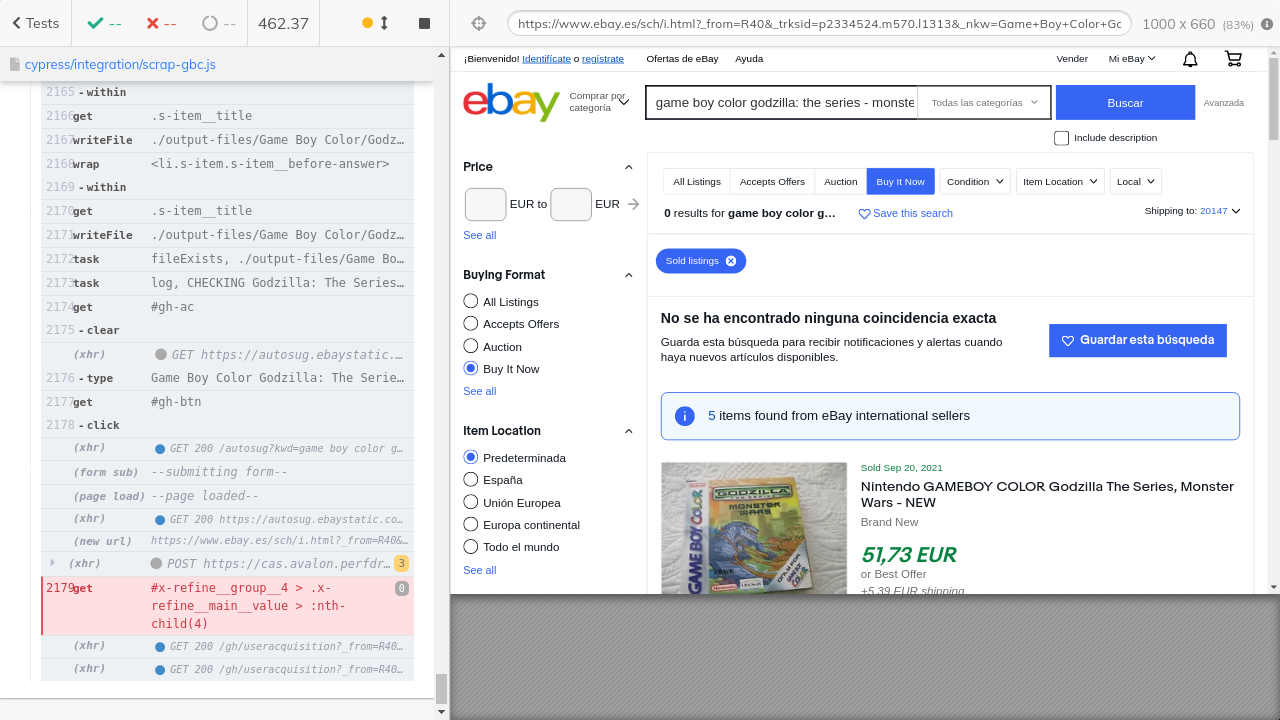 Tests -- -- -- 462.37
cypress/integration/scrap-gbc.js
2165 - within
2166 get .s-item__title
2167 writeFile ./output-files/Game Boy Color/Godz…
2168 wrap <li.s-item.s-item__before-answer>
2169 - within
2170 get .s-item__title
2171 writeFile ./output-files/Game Boy Color/Godz…
2172 task fileExists, ./output-files/Game Bo…
2173 task log, CHECKING Godzilla: The Series…
2174 get #gh-ac
2175 - clear
(xhr) GET https://autosug.ebaystatic.…
2176 - type Game Boy Color Godzilla: The Serie…
2177 get #gh-btn
2178 - click
(xhr) GET 200 /autosug?kwd=game boy color g…
(form sub) --submitting form--
(page load) --page loaded--
(xhr) GET 200 https://autosug.ebaystatic.co…
(new url) https://www.ebay.es/sch/i.html?_from=R40&…
(xhr) POST https://cas.avalon.perfdr… 3
2179 get #x-refine__group__4 > .x- 0
refine__main__value > :nth-
child(4)
(xhr) GET 200 /gh/useracquisition?_from=R40…
(xhr) GET 200 /gh/useracquisition?_from=R40…
https://www.ebay.es/sch/i.html?_from=R40&_trksid=p2334524.m570.l1313&_nkw=Game+Boy+Color+Go
1000 x 660 (83%)
¡Bienvenido! Identifícate o regístrate Ofertas de eBay Ayuda Vender Mi eBay
ebay
Comprar por
categoría
game boy color godzilla: the series - monste
Todas las categorías
Buscar
Avanzada
Include description
Price
EUR to EUR
See all
Buying Format
All Listings
Accepts Offers
Auction
Buy It Now
See all
Item Location
Predeterminada
España
Unión Europea
Europa continental
Todo el mundo
See all
All Listings Accepts Offers Auction Buy It Now Condition Item Location Local
0 results for game boy color g… Save this search Shipping to: 20147
Sold listings
No se ha encontrado ninguna coincidencia exacta
Guarda esta búsqueda para recibir notificaciones y alertas cuando
haya nuevos artículos disponibles.
Guardar esta búsqueda
5 items found from eBay international sellers
GODZILLA
MONSTER
WARS
GAME BOY COLOR
Sold Sep 20, 2021
Nintendo GAMEBOY COLOR Godzilla The Series, Monster
Wars - NEW
Brand New
51,73 EUR
or Best Offer
+5,39 EUR shipping